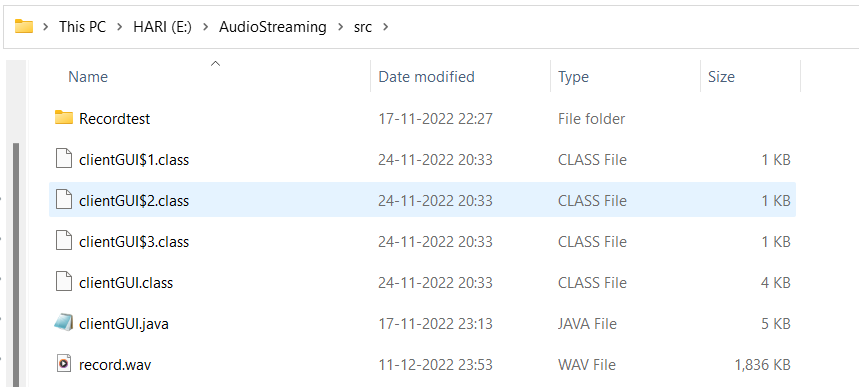 This PC > HARI (E:) > AudioStreaming > src >
Name Date modified Type Size
Recordtest 17-11-2022 22:27 File folder
clientGUI$1.class 24-11-2022 20:33 CLASS File 1 KB
clientGUI$2.class 24-11-2022 20:33 CLASS File 1 KB
clientGUI$3.class 24-11-2022 20:33 CLASS File 1 KB
clientGUI.class 24-11-2022 20:33 CLASS File 4 KB
clientGUI.java 17-11-2022 23:13 JAVA File 5 KB
record.wav 11-12-2022 23:53 WAV File 1,836 KB